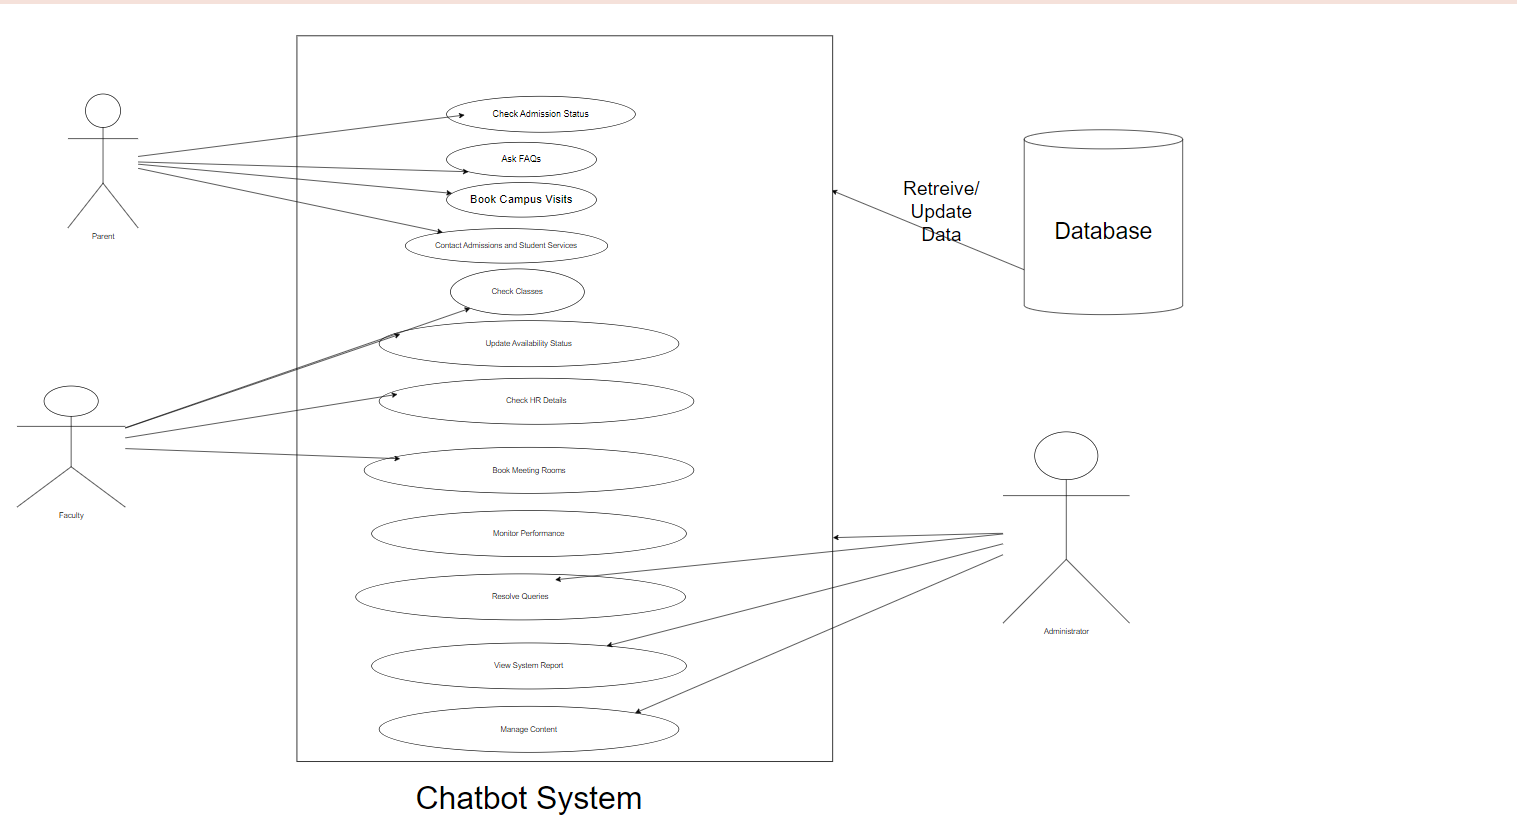 Check Admission Status
Ask FAQs
Book Campus Visits
Contact Admissions and Student Services
Check Classes
Update Availability Status
Check HR Details
Book Meeting Rooms
Monitor Performance
Resolve Queries
View System Report
Manage Content
Parent
Faculty
Retreive/
Update
Data
Database
Administrator
Chatbot System